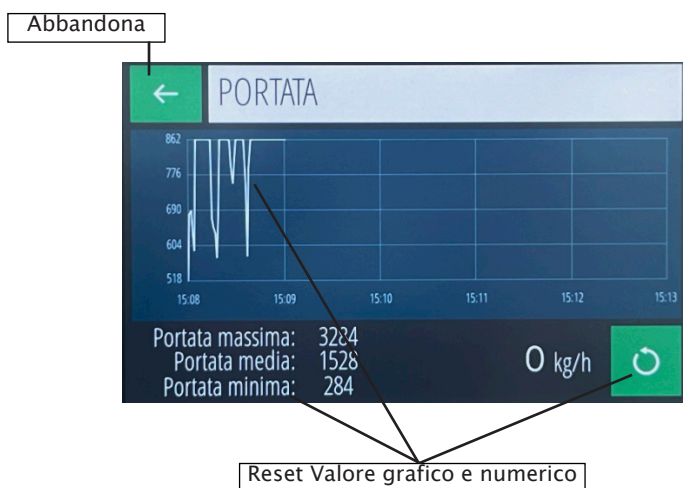 Abbandona
PORTATA
862
776
690
604
518
15:08 15:09 15:10 15:11 15:12 15:13
Portata massima: 3284
Portata media: 1528
Portata minima: 284
0 kg/h
Reset Valore grafico e numerico